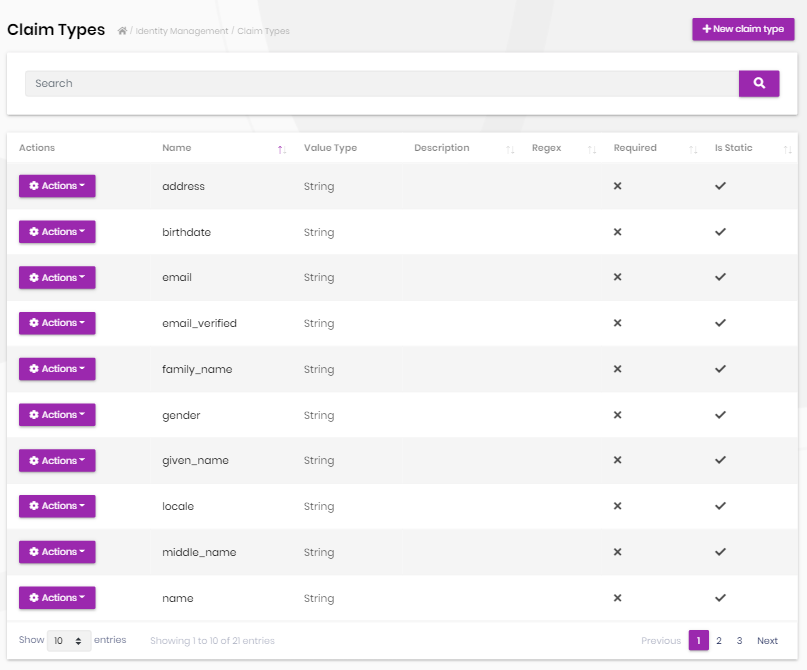 Claim Types / Identity Management / Claim Types New claim type
Search
Actions Name Value Type Description Regex Required Is Static
Actions address String
Actions birthdate String
Actions email String
Actions email_verified String
Actions family_name String
Actions gender String
Actions given_name String
Actions locale String
Actions middle_name String
Actions name String
Show 10 entries Showing 1 to 10 of 21 entries Previous 1 2 3 Next